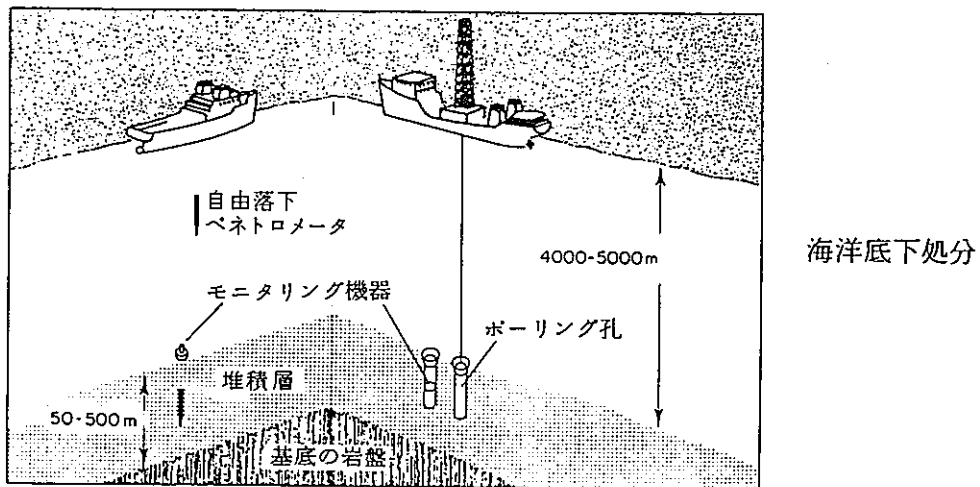 自由落下
ペネトロメータ
4000-5000m
海洋底下処分
モニタリング機器
ボーリング孔
堆積層
50-500m
基底の岩盤